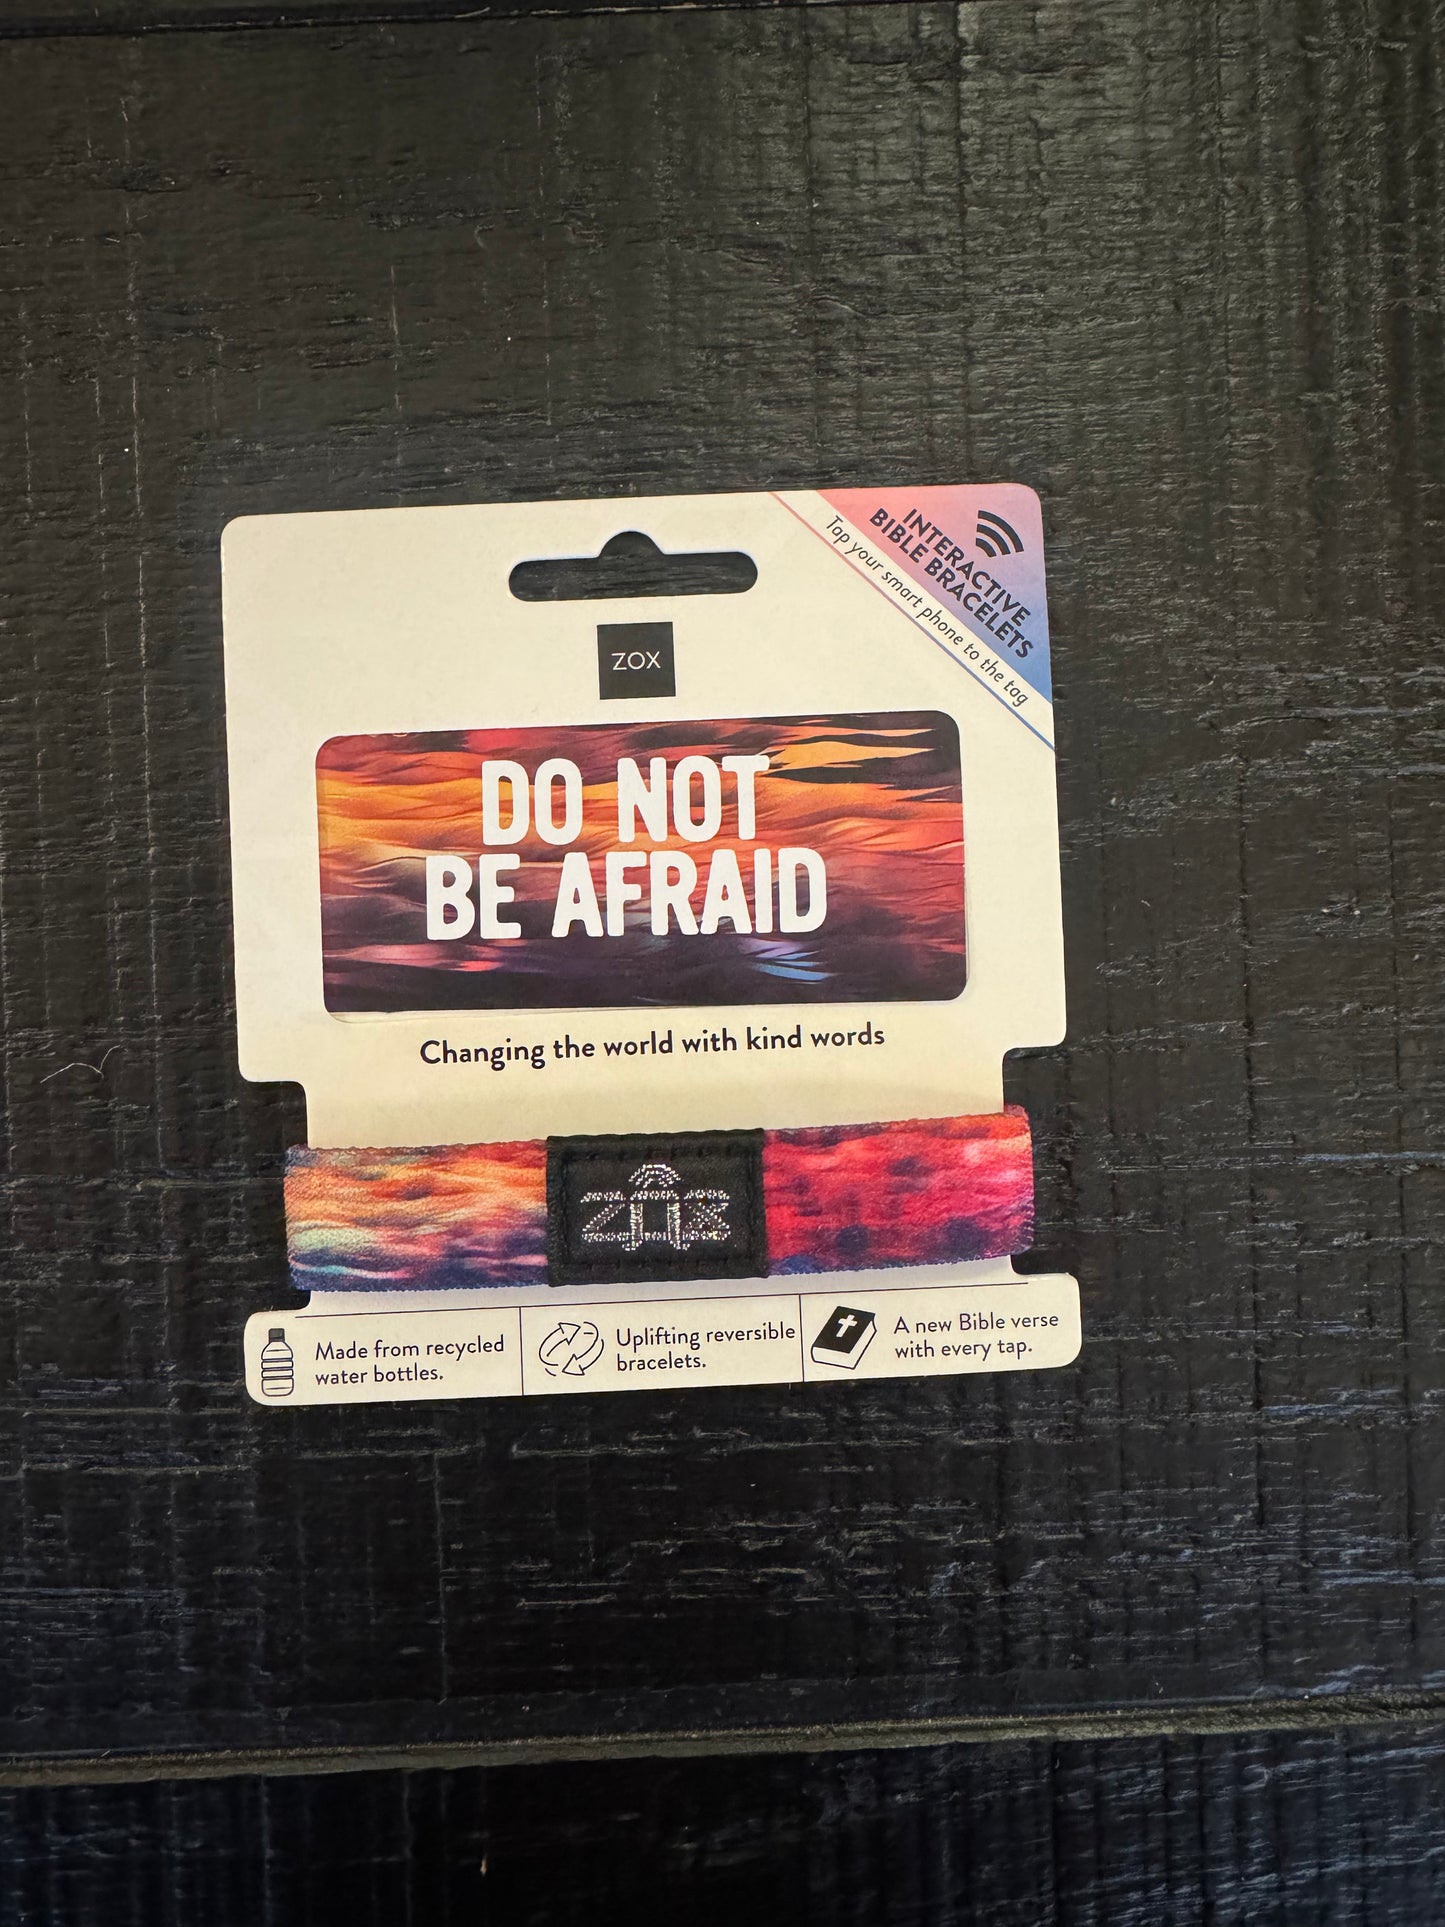 INTERACTIVE
BIBLE BRACELETS
Tap your smart phone to the tag
ZOX
DO NOT
BE AFRAID
Changing the world with kind words
ZOX
Made from recycled
water bottles.
Uplifting reversible
bracelets.
A new Bible verse
with every tap.